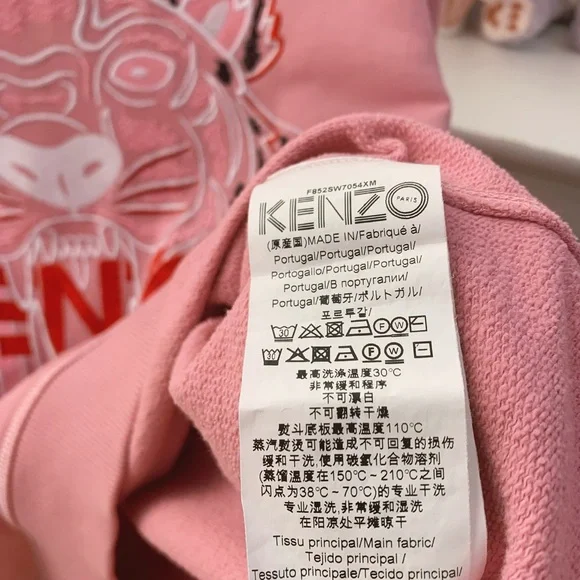 F852SW7054XM
KENZO
PARIS
(原産国)MADE IN/Fabriqué à/
Portugal/Portugal/Portugal/
Portogallo/Portugal/Portugal/
Portugal/В португалии/
Portugal/葡萄牙/ポルトガル/
포르투갈/
30 F W
30 F W
最高洗涤温度30℃
非常缓和程序
不可漂白
不可翻转干燥
熨斗底板最高温度110℃
蒸汽熨烫可能造成不可回复的损伤
缓和干洗,使用碳氢化合物溶剂
(蒸馏温度在150℃~210℃之间
闪点为38℃~70℃)的专业干洗
专业湿洗,非常缓和湿洗
在阳凉处平摊晾干
Tissu principal/Main fabric/
Tejido principal/
Tessuto principale/Tecido